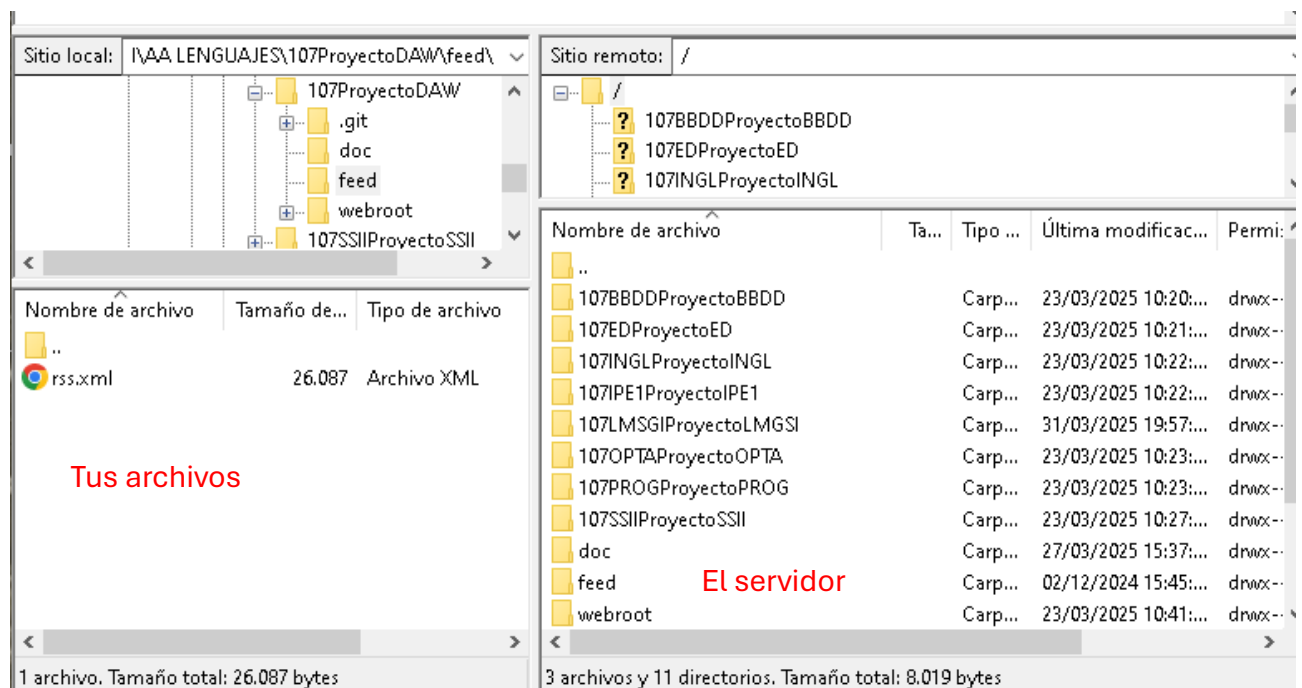 Sitio local: I\AA LENGUAJES\107ProyectoDAW\feed\
107ProyectoDAW
.git
doc
feed
webroot
107SSIIProyectoSSII
Nombre de archivo Tamaño de... Tipo de archivo
..
rss.xml 26.087 Archivo XML
Tus archivos
1 archivo. Tamaño total: 26.087 bytes
Sitio remoto: /
/
107BBDDProyectoBBDD
107EDProyectoED
107INGLProyectoINGL
Nombre de archivo Ta... Tipo ... Última modificac... Permi:
..
107BBDDProyectoBBDD Carp... 23/03/2025 10:20:... drwx--
107EDProyectoED Carp... 23/03/2025 10:21:... drwx--
107INGLProyectoINGL Carp... 23/03/2025 10:22:... drwx--
107IPE1ProyectoIPE1 Carp... 23/03/2025 10:22:... drwx--
107LMSGIProyectoLMGSI Carp... 31/03/2025 19:57:... drwx--
107OPTAProyectoOPTA Carp... 23/03/2025 10:23:... drwx--
107PROGProyectoPROG Carp... 23/03/2025 10:23:... drwx--
107SSIIProyectoSSII Carp... 23/03/2025 10:27:... drwx--
doc Carp... 27/03/2025 15:37:... drwx--
feed Carp... 02/12/2024 15:45:... drwx--
webroot Carp... 23/03/2025 10:41:... drwx--
El servidor
3 archivos y 11 directorios. Tamaño total: 8.019 bytes